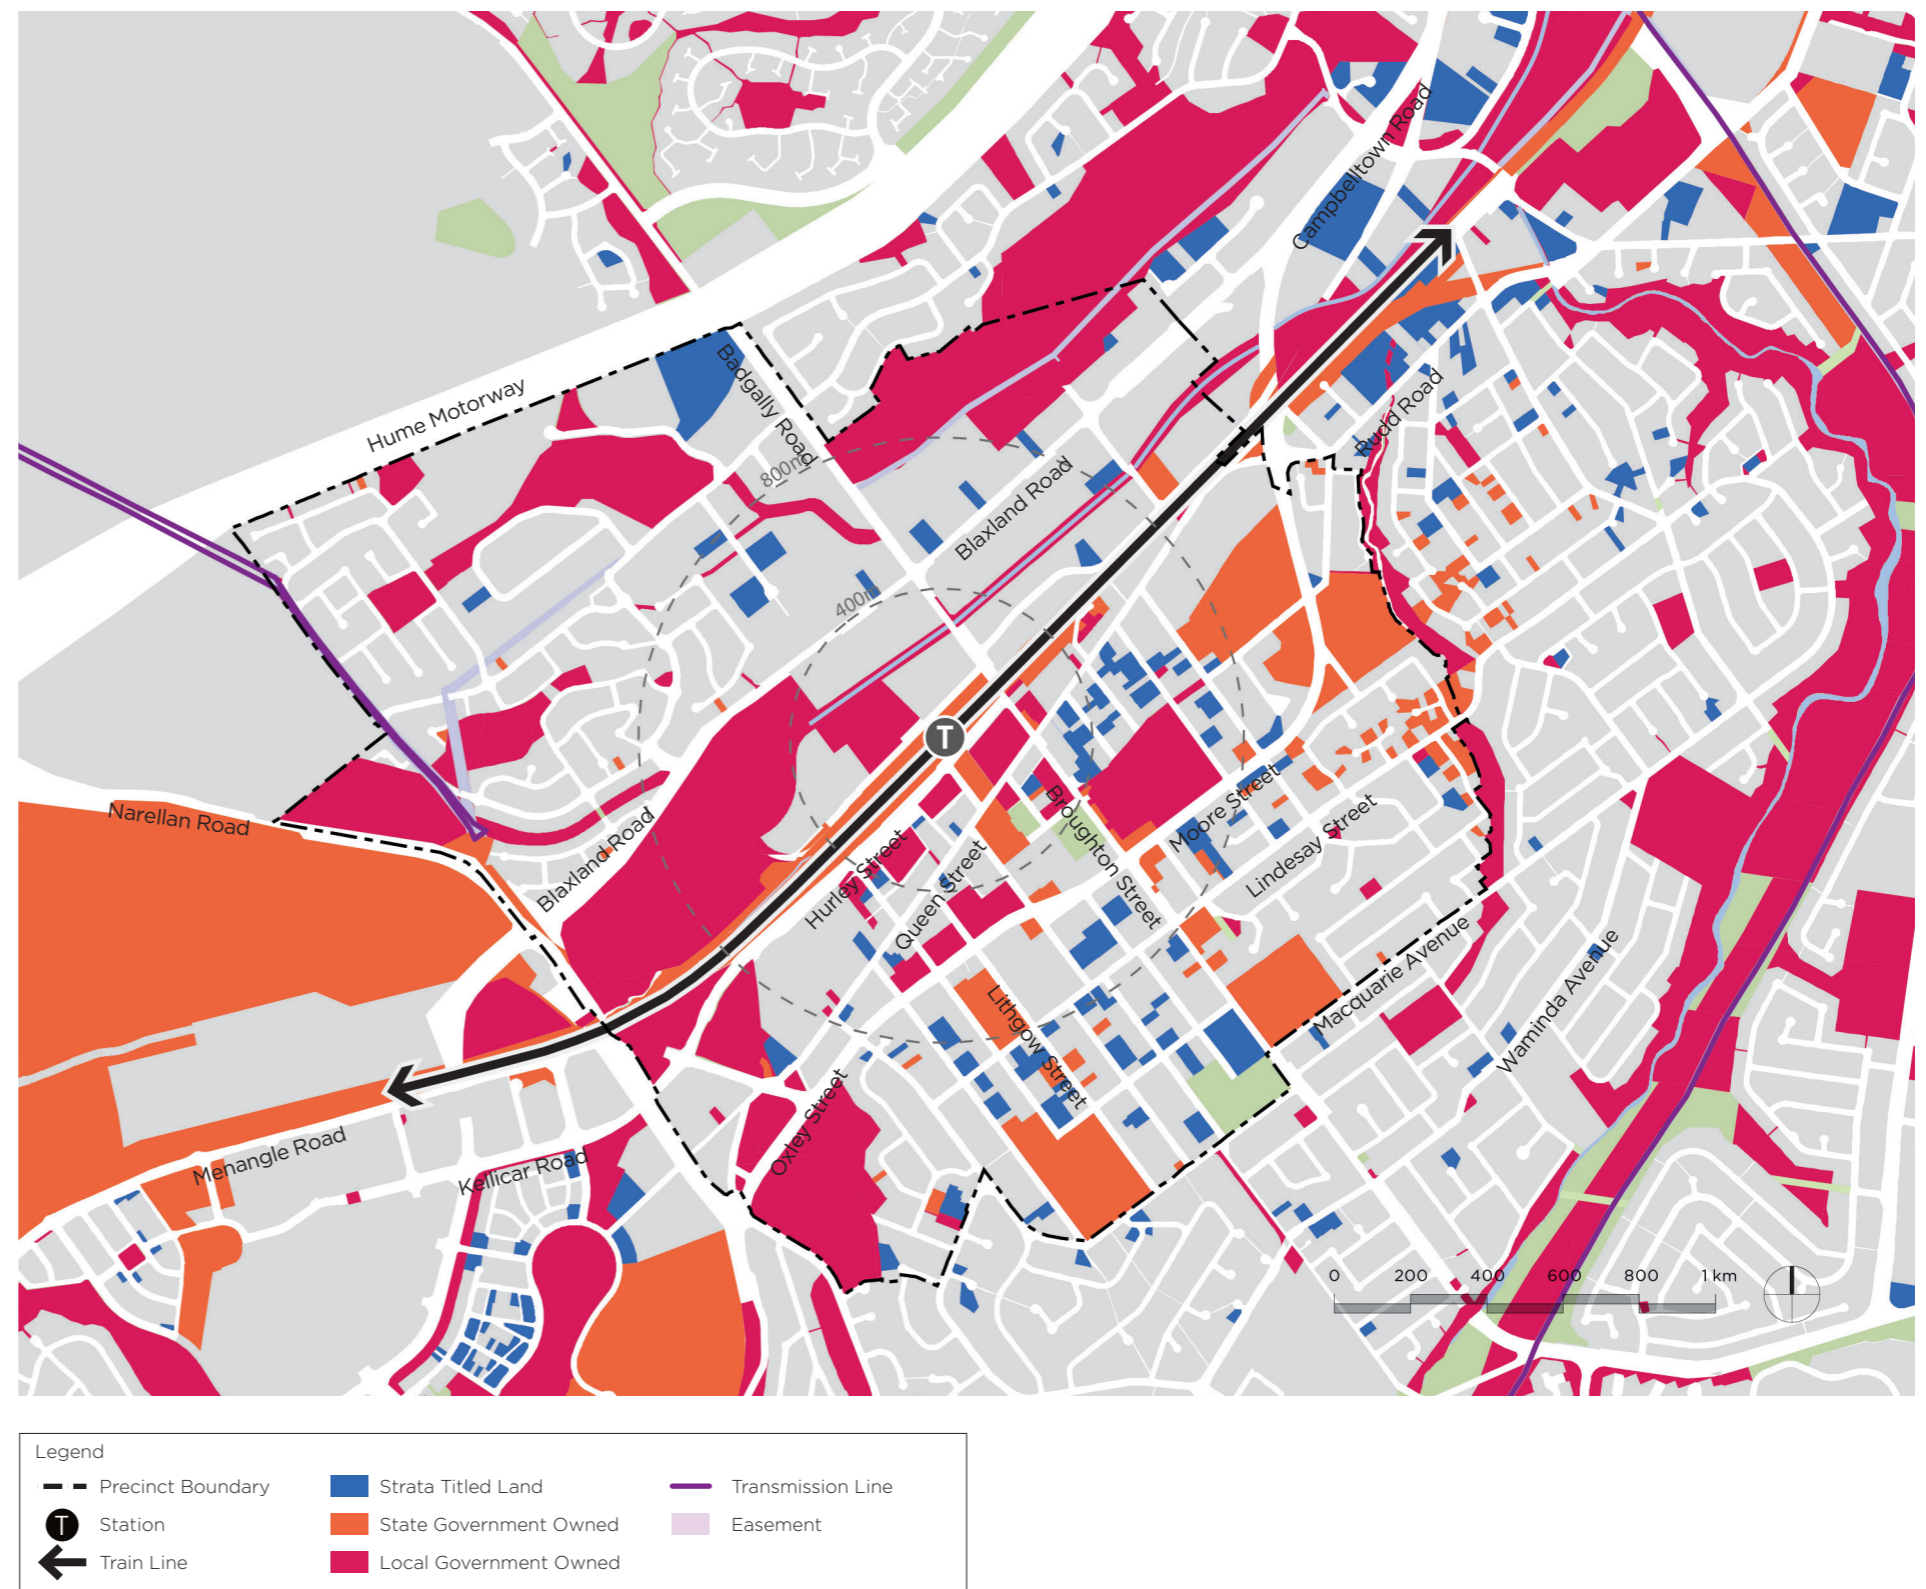 Campbelltown Road
Hume Motorway
Badgally Road
Rudd Road
800m
Blaxland Road
400m
T
Narellan Road
Blaxland Road
Hurley Street
Queen Street
Broughton Street
Moore Street
Lindesay Street
Macquarie Avenue
Waminda Avenue
Lithgow Street
Oxley Street
Menangle Road
Kellicar Road
0 200 400 600 800 1 km
Legend
Precinct Boundary
Strata Titled Land
Transmission Line
T Station
State Government Owned
Easement
Train Line
Local Government Owned